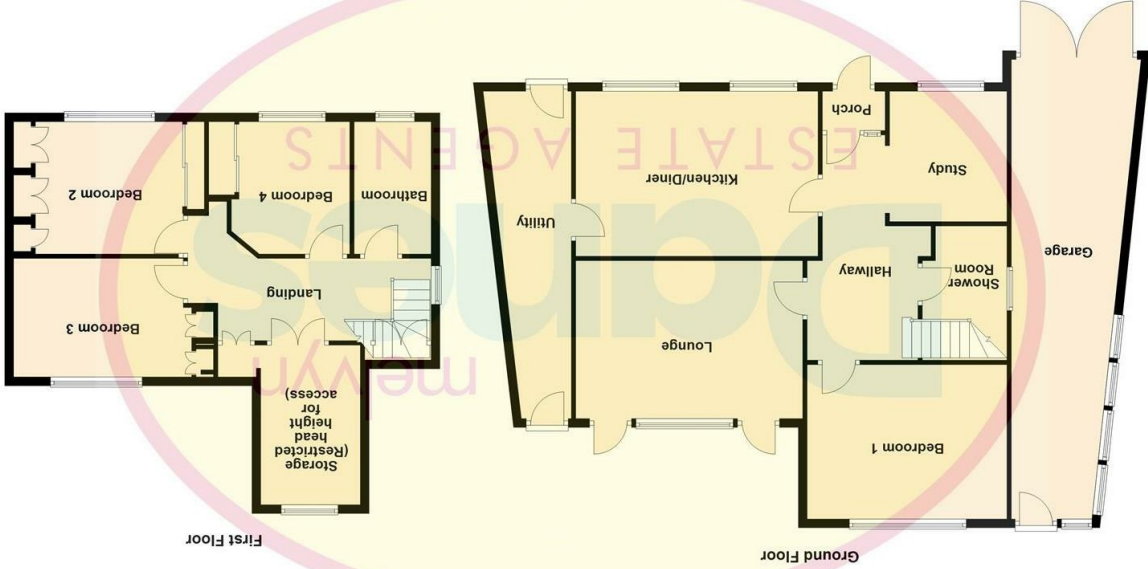 Ground Floor
Bedroom 1
Lounge
Hallway
Shower
Room
Garage
Utility
Kitchen/Diner
Study
Porch
First Floor
Storage
(Restricted
head
height
for
access)
Bedroom 3
Landing
Bedroom 2
Bedroom 4
Bathroom
melvyn
Danes
ESTATE AGENTS